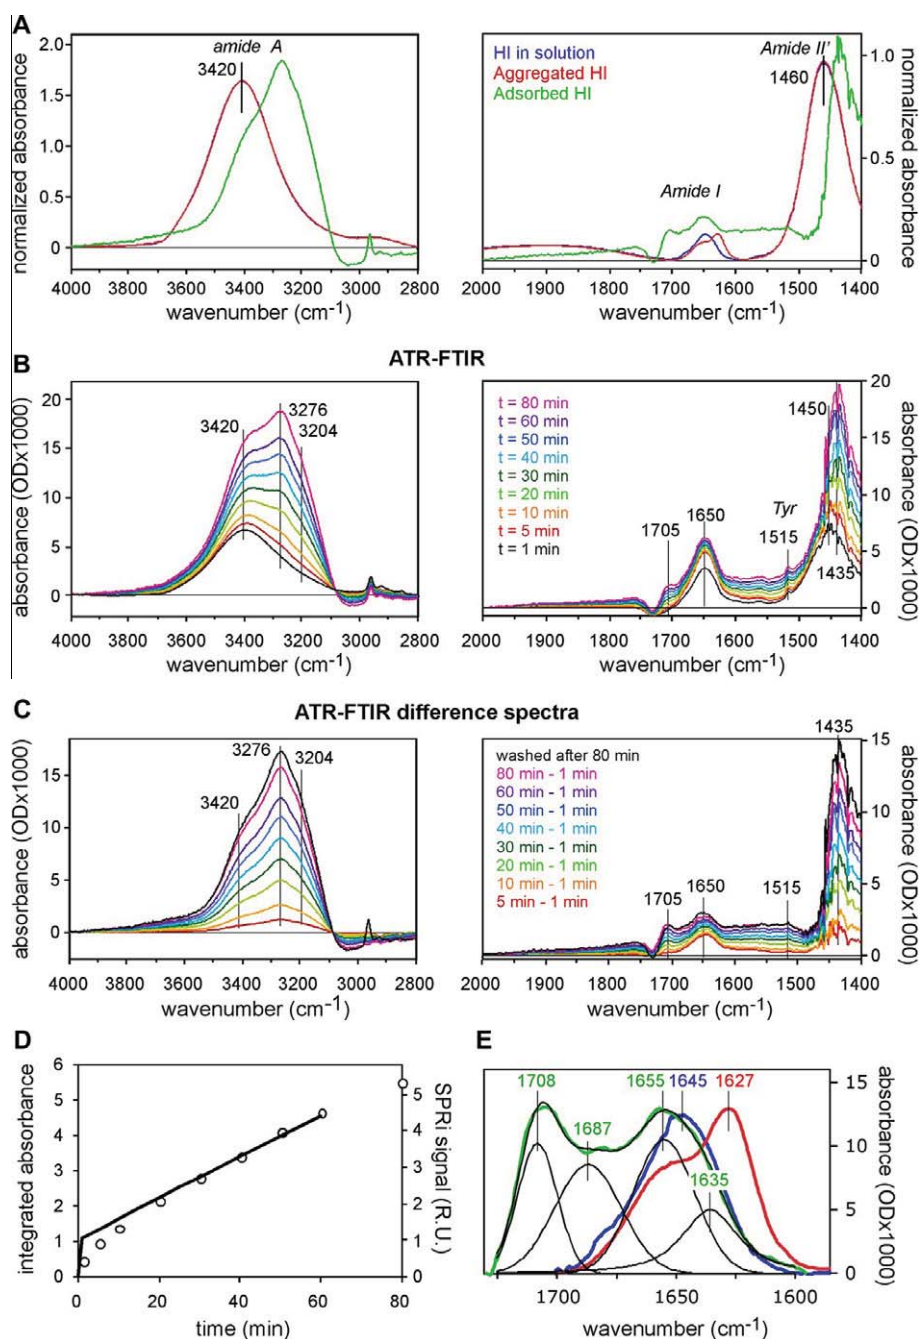 A
amide A
3420
2.0
1.5
1.0
0.5
0
normalized absorbance
4000 3800 3600 3400 3200 3000 2800
wavenumber (cm-1)
HI in solution
Aggregated HI
Adsorbed HI
Amide II'
1460
Amide I
1.0
0.5
0
normalized absorbance
2000 1900 1800 1700 1600 1500 1400
wavenumber (cm-1)
B
ATR-FTIR
3420
3276
3204
20
15
10
5
0
absorbance (ODx1000)
4000 3800 3600 3400 3200 3000 2800
wavenumber (cm-1)
t = 80 min
t = 60 min
t = 50 min
t = 40 min
t = 30 min
t = 20 min
t = 10 min
t = 5 min
t = 1 min
1705
1650
Tyr
1515
1450
1435
20
15
10
5
0
absorbance (ODx1000)
2000 1900 1800 1700 1600 1500 1400
wavenumber (cm-1)
C
ATR-FTIR difference spectra
3420
3276
3204
15
10
5
0
absorbance (ODx1000)
4000 3800 3600 3400 3200 3000 2800
wavenumber (cm-1)
washed after 80 min
80 min - 1 min
60 min - 1 min
50 min - 1 min
40 min - 1 min
30 min - 1 min
20 min - 1 min
10 min - 1 min
5 min - 1 min
1705
1650
1515
1435
15
10
5
0
absorbance (ODx1000)
2000 1900 1800 1700 1600 1500 1400
wavenumber (cm-1)
D
6
5
4
3
2
1
0
integrated absorbance
5
4
3
2
1
0
SPRi signal (R.U.)
0 20 40 60 80
time (min)
E
1708
1687
1655
1645
1627
1635
15
10
5
0
absorbance (ODx1000)
1700 1650 1600
wavenumber (cm-1)